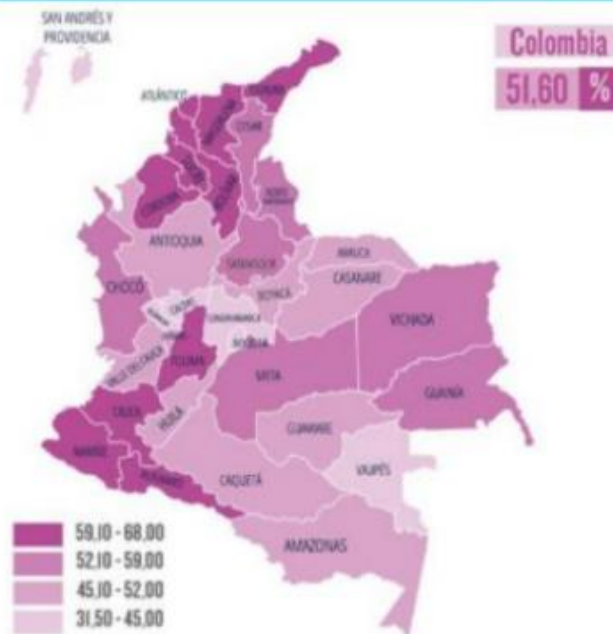 SAN ANDRÉS Y
PROVIDENCIA
Colombia
51,60 %
ATLÁNTICO
CESAR
CÓRDOBA
BOLÍVAR
ANTIOQUIA
SANTANDER
ARAUCA
CHOCÓ
BOYACÁ
CASANARE
CALDAS
CUNDINAMARCA
VICHADA
BOGOTÁ
VALLE DEL CAUCA
TOLIMA
META
GUAINÍA
CAUCA
HUILA
GUAVIARE
NARIÑO
VAUPÉS
CAQUETÁ
PUTUMAYO
AMAZONAS
59,10 - 68,00
52,10 - 59,00
45,10 - 52,00
31,50 - 45,00